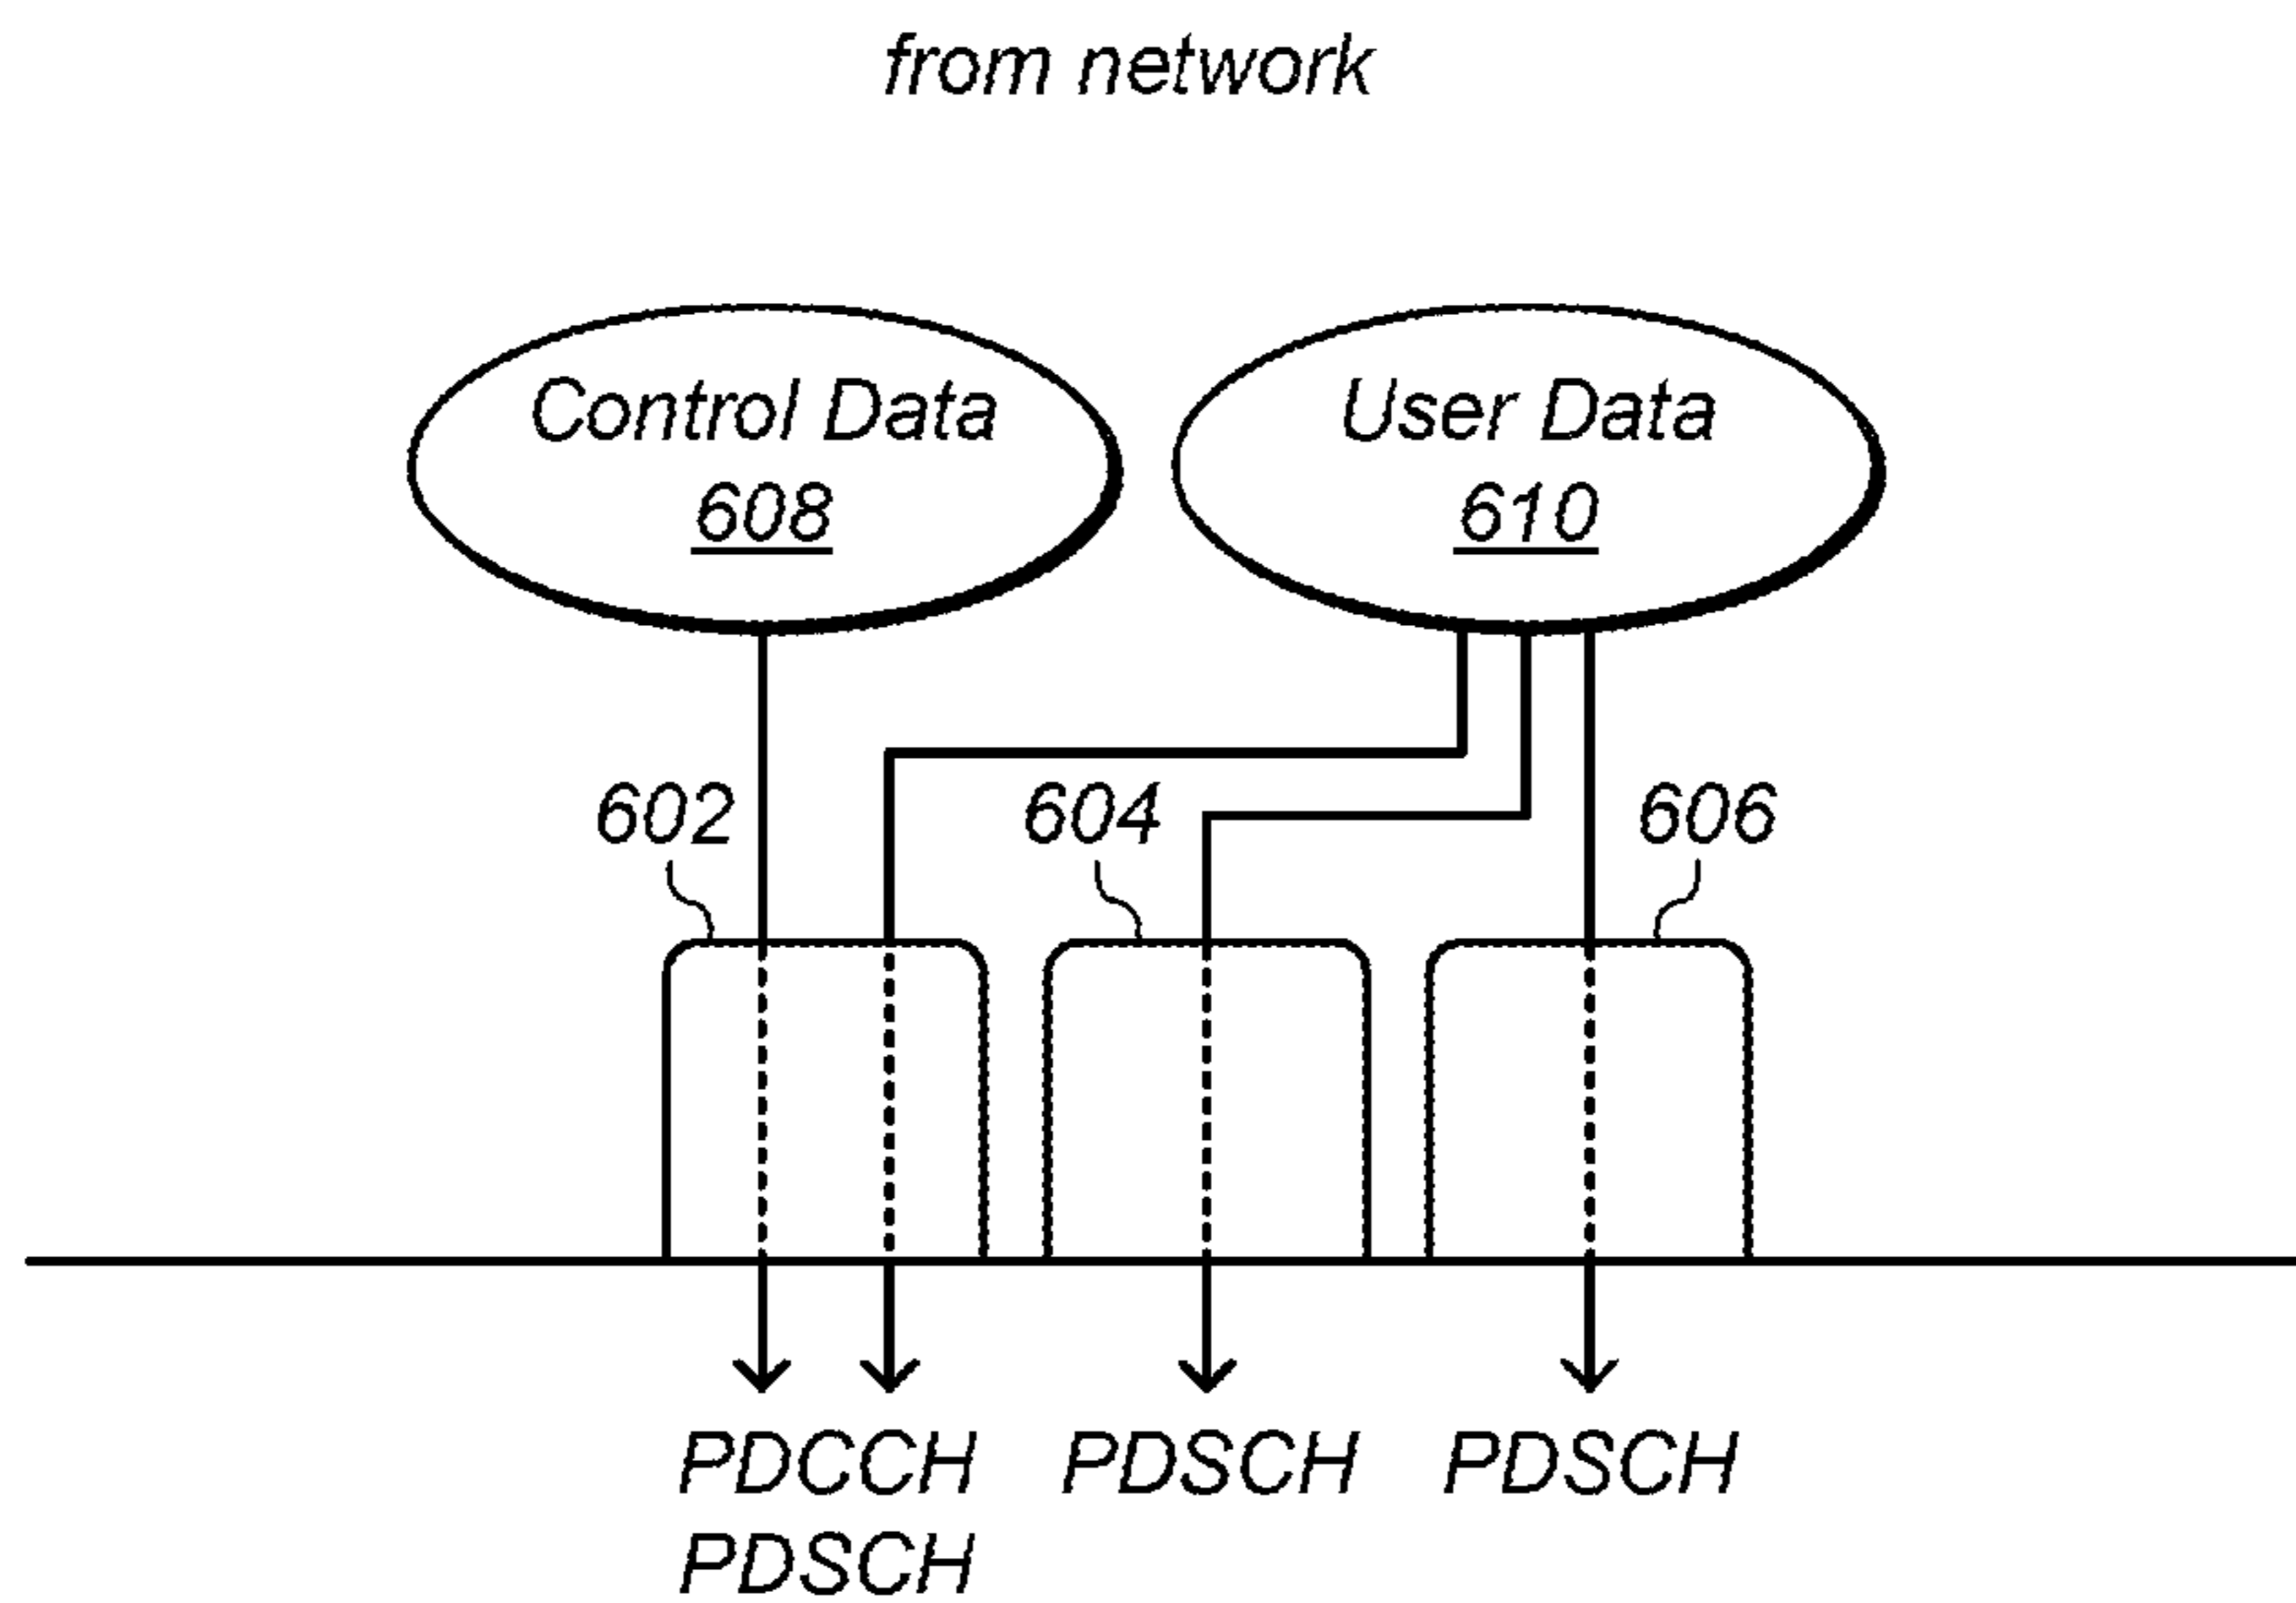 from network
Control Data
608
User Data
610
602
604
606
PDCCH
PDSCH
PDSCH
PDSCH